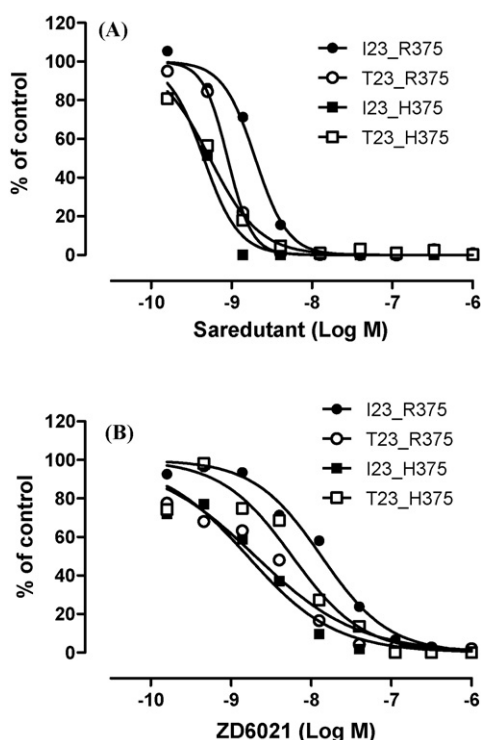 (A)
I23_R375
T23_R375
I23_H375
T23_H375
% of control
120
100
80
60
40
20
0
-10 -9 -8 -7 -6
Saredutant (Log M)
(B)
I23_R375
T23_R375
I23_H375
T23_H375
% of control
120
100
80
60
40
20
0
-10 -9 -8 -7 -6
ZD6021 (Log M)